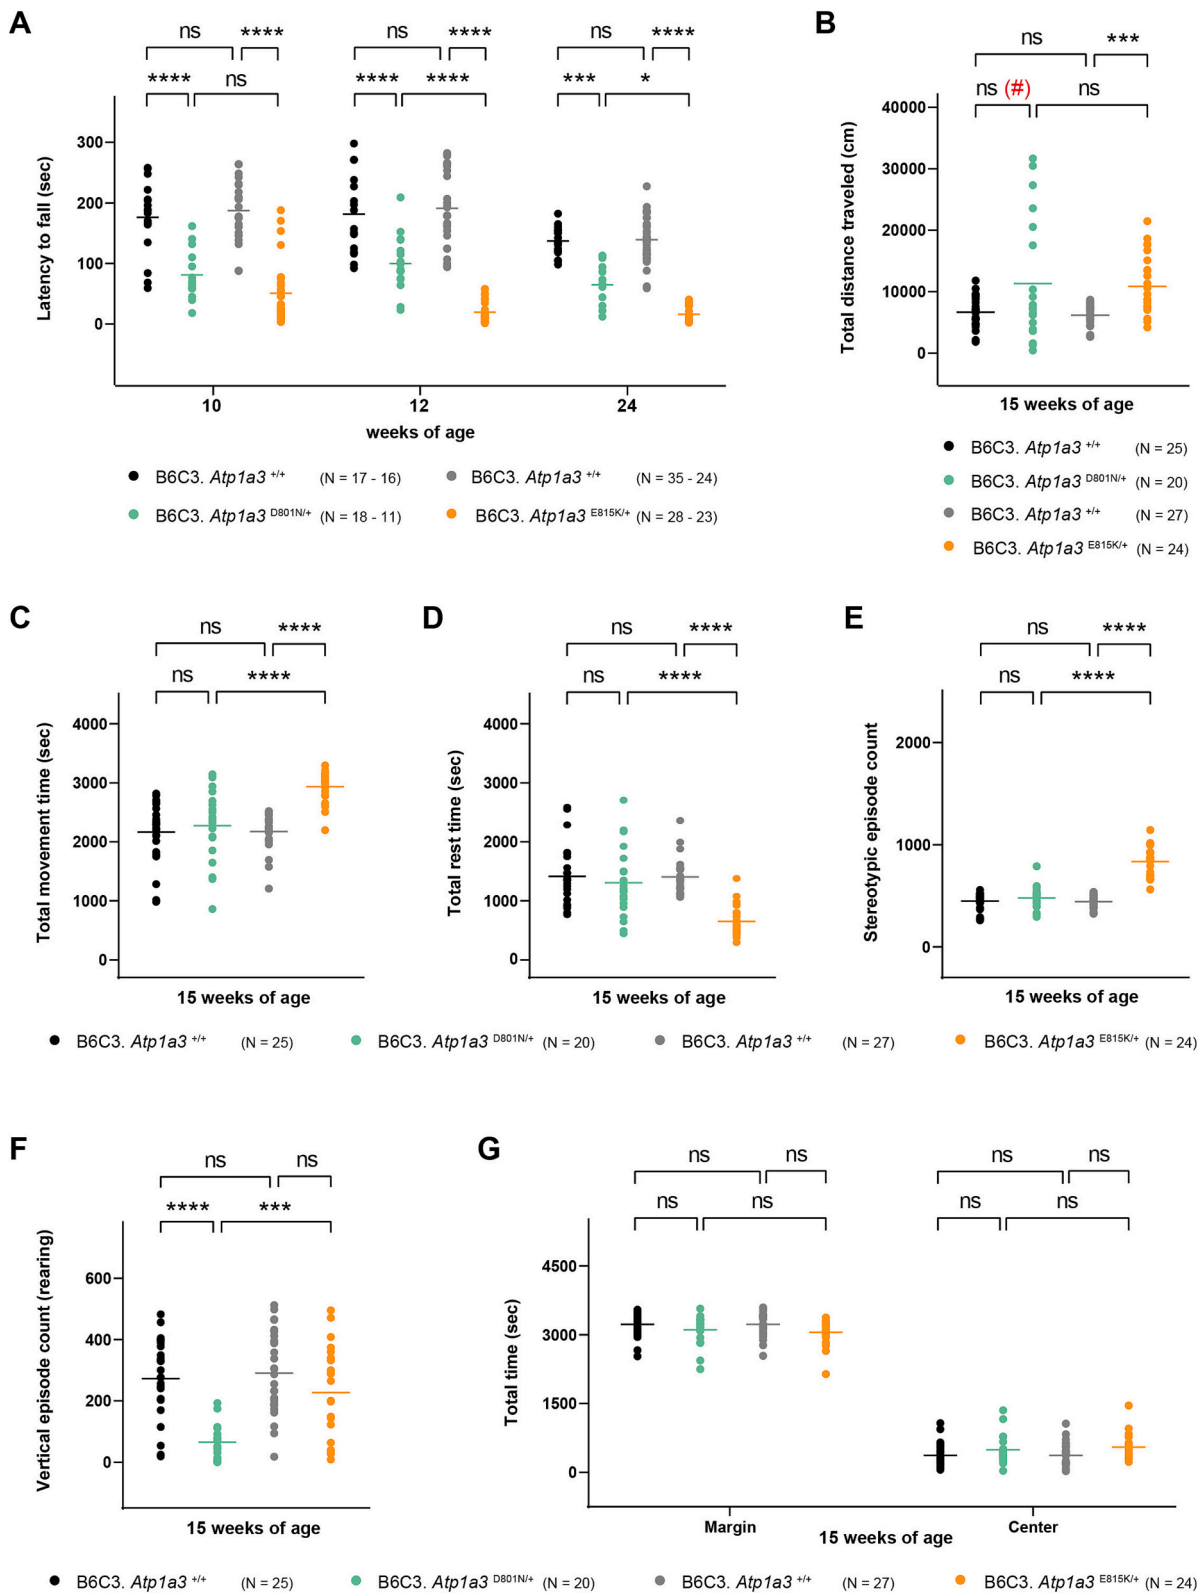 A
ns
****
ns
****
ns
****
****
ns
****
****
***
*
Latency to fall (sec)
300
200
100
0
10
12
24
weeks of age
B6C3. Atp1a3 +/+ (N = 17 - 16)
B6C3. Atp1a3 +/+ (N = 35 - 24)
B6C3. Atp1a3 D801N/+ (N = 18 - 11)
B6C3. Atp1a3 E815K/+ (N = 28 - 23)
B
ns
***
ns (#)
ns
Total distance traveled (cm)
40000
30000
20000
10000
0
15 weeks of age
B6C3. Atp1a3 +/+ (N = 25)
B6C3. Atp1a3 D801N/+ (N = 20)
B6C3. Atp1a3 +/+ (N = 27)
B6C3. Atp1a3 E815K/+ (N = 24)
C
ns
****
ns
****
Total movement time (sec)
4000
3000
2000
1000
0
15 weeks of age
D
ns
****
ns
****
Total rest time (sec)
4000
3000
2000
1000
0
15 weeks of age
E
ns
****
ns
****
Stereotypic episode count
2000
1000
0
15 weeks of age
B6C3. Atp1a3 +/+ (N = 25)
B6C3. Atp1a3 D801N/+ (N = 20)
B6C3. Atp1a3 +/+ (N = 27)
B6C3. Atp1a3 E815K/+ (N = 24)
F
ns
ns
****
***
Vertical episode count (rearing)
600
400
200
0
15 weeks of age
G
ns
ns
ns
ns
ns
ns
ns
ns
Total time (sec)
4500
3000
1500
0
Margin
Center
15 weeks of age
B6C3. Atp1a3 +/+ (N = 25)
B6C3. Atp1a3 D801N/+ (N = 20)
B6C3. Atp1a3 +/+ (N = 27)
B6C3. Atp1a3 E815K/+ (N = 24)